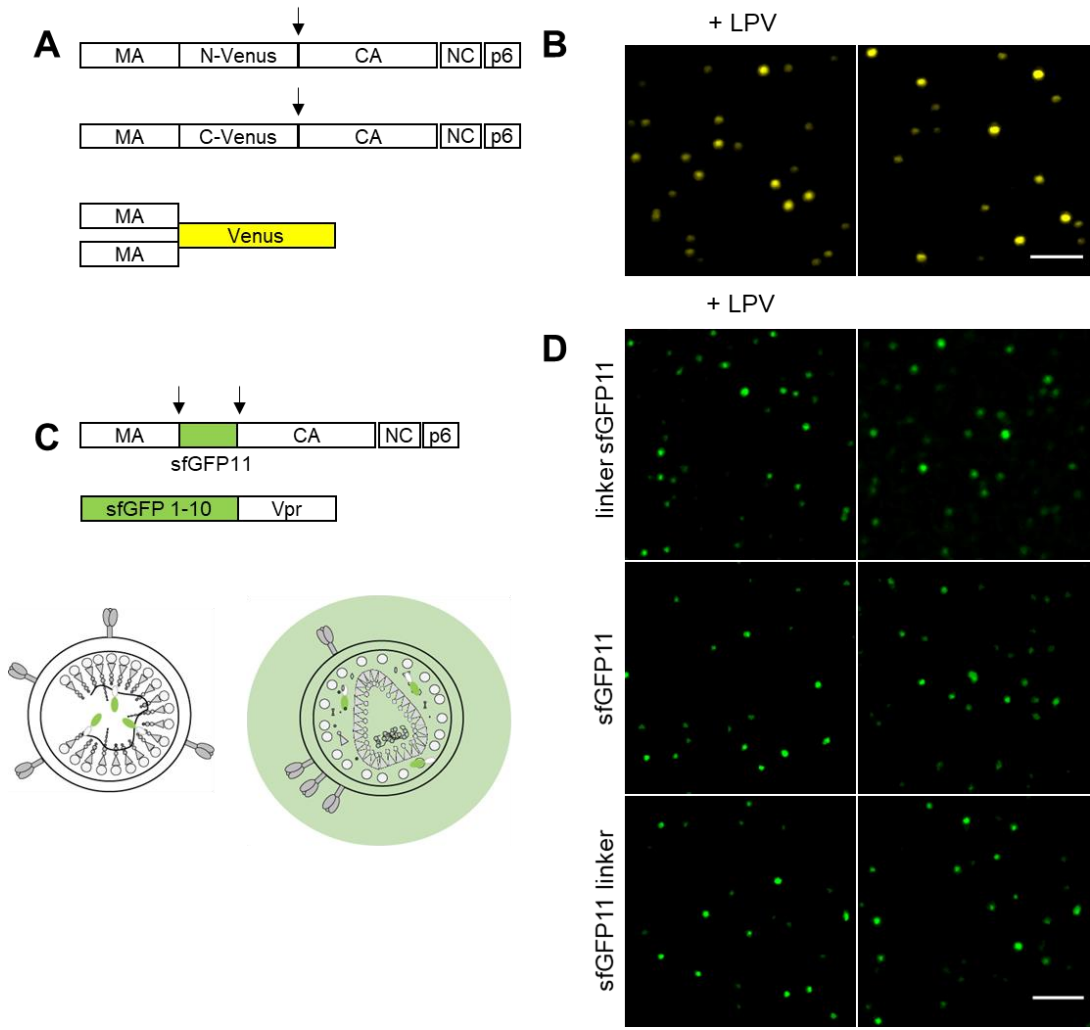 A
MA N-Venus CA NC p6
MA C-Venus CA NC p6
MA
Venus
MA
B
+ LPV
C
MA CA NC p6
sfGFP11
sfGFP 1-10 Vpr
D
+ LPV
linker sfGFP11
sfGFP11
sfGFP11 linker